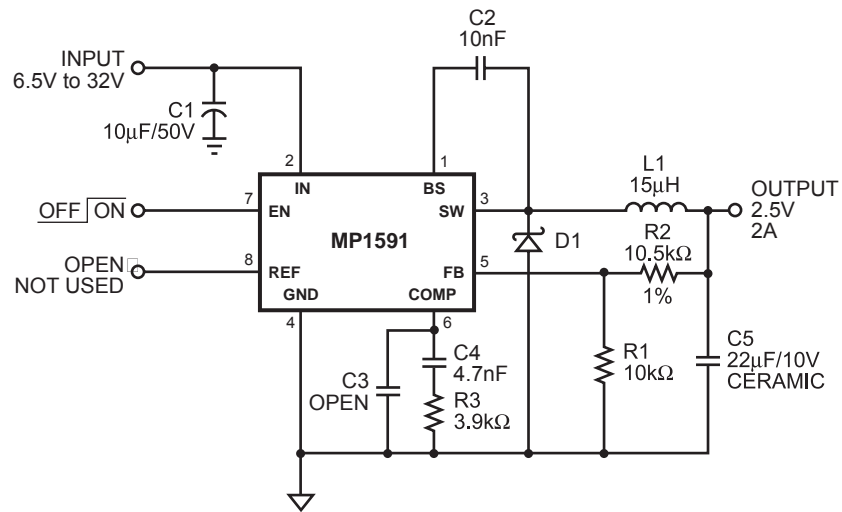 C2
10nF
INPUT
6.5V to 32V
C1
10μF/50V
2
1
IN
BS
L1
15μH
7
3
OUTPUT
2.5V
2A
OFF ON
EN
SW
D1
MP1591
R2
10.5kΩ
1%
OPEN
NOT USED
8
REF
FB
5
GND
COMP
4
6
C3
OPEN
C4
4.7nF
R3
3.9kΩ
R1
10kΩ
C5
22μF/10V
CERAMIC